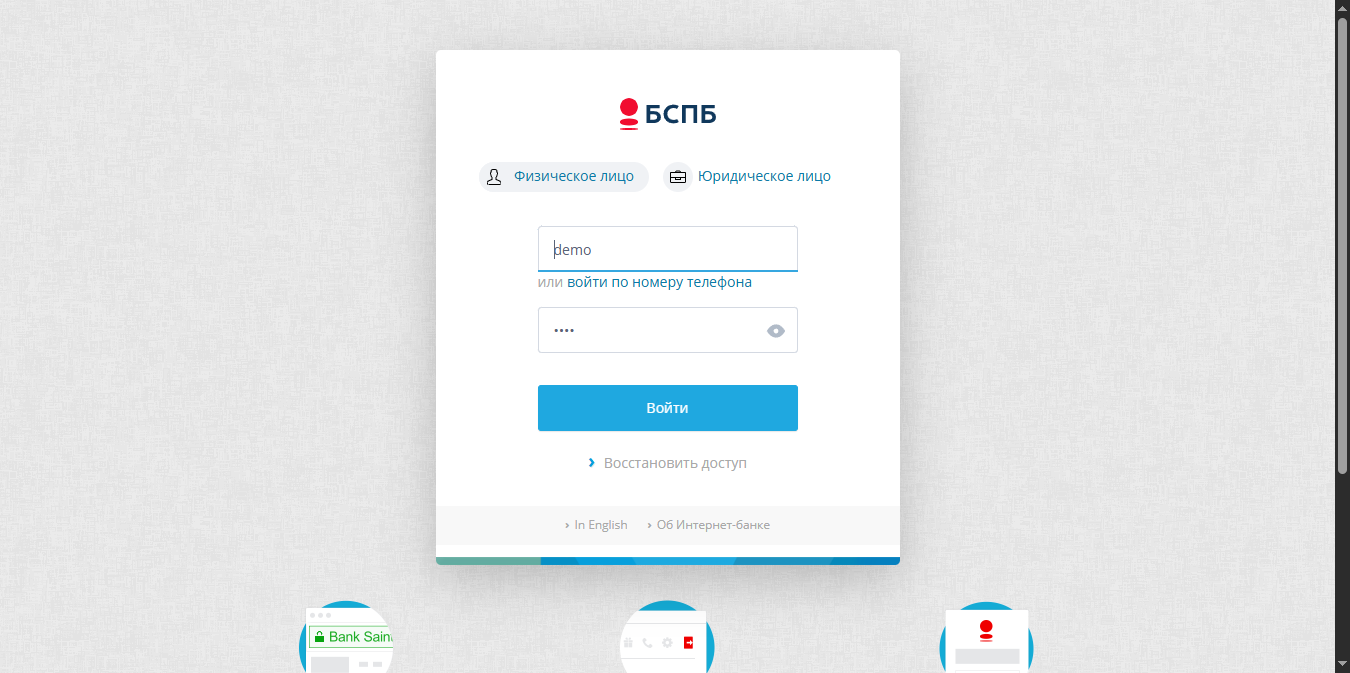 БСПБ
Физическое лицо Юридическое лицо
demo
или войти по номеру телефона
••••
Войти
Восстановить доступ
In English Об Интернет-банке
Bank Sain